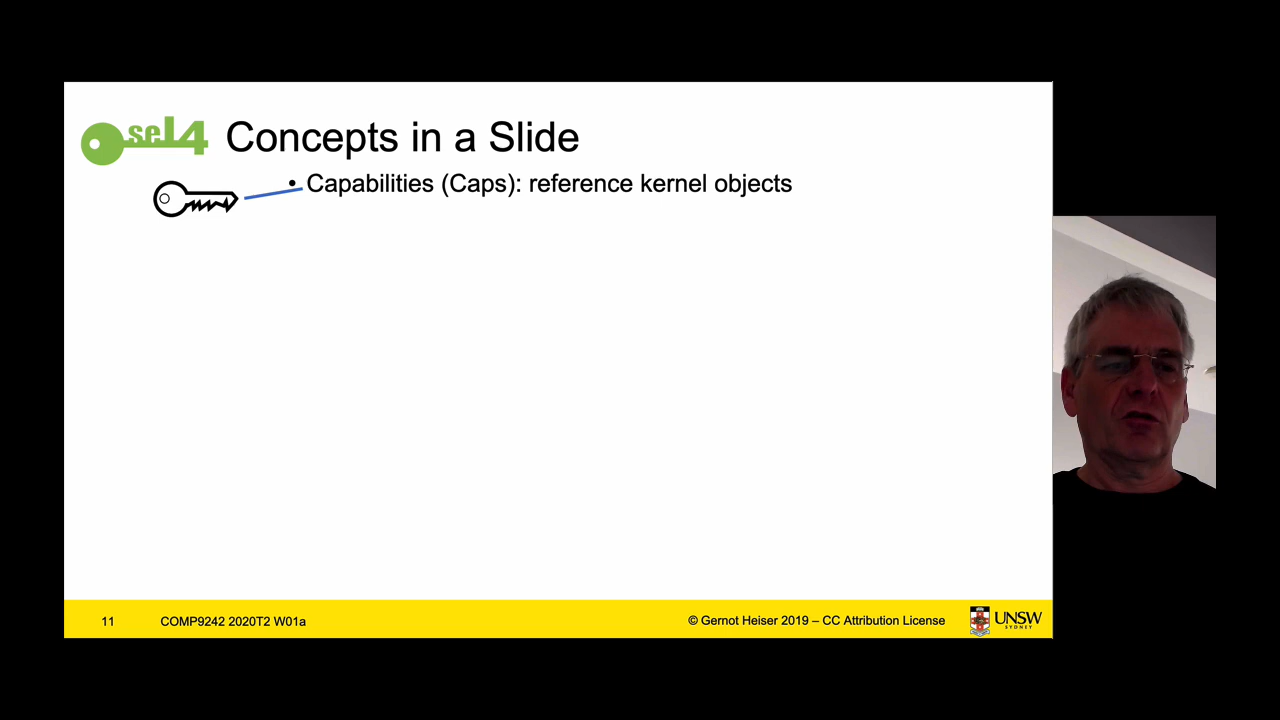 seL4 Concepts in a Slide
• Capabilities (Caps): reference kernel objects
11 COMP9242 2020T2 W01a © Gernot Heiser 2019 – CC Attribution License UNSW
SYDNEY